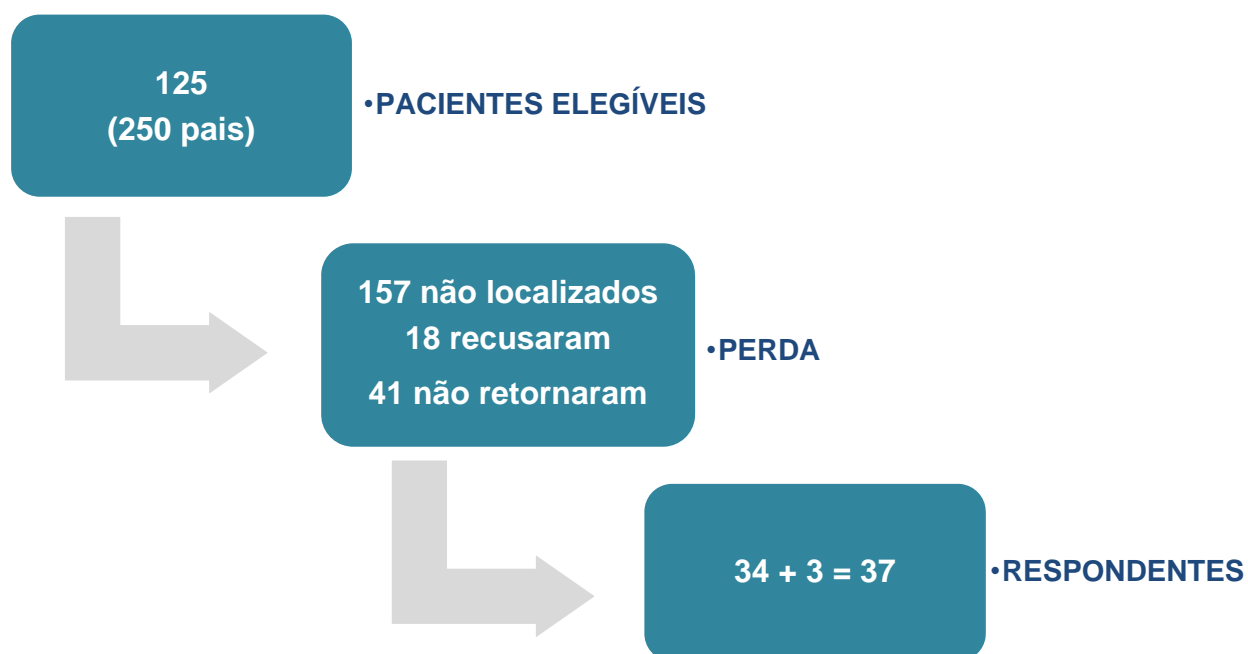 125
(250 pais)
•PACIENTES ELEGÍVEIS
157 não localizados
18 recusaram
41 não retornaram
•PERDA
34 + 3 = 37
•RESPONDENTES